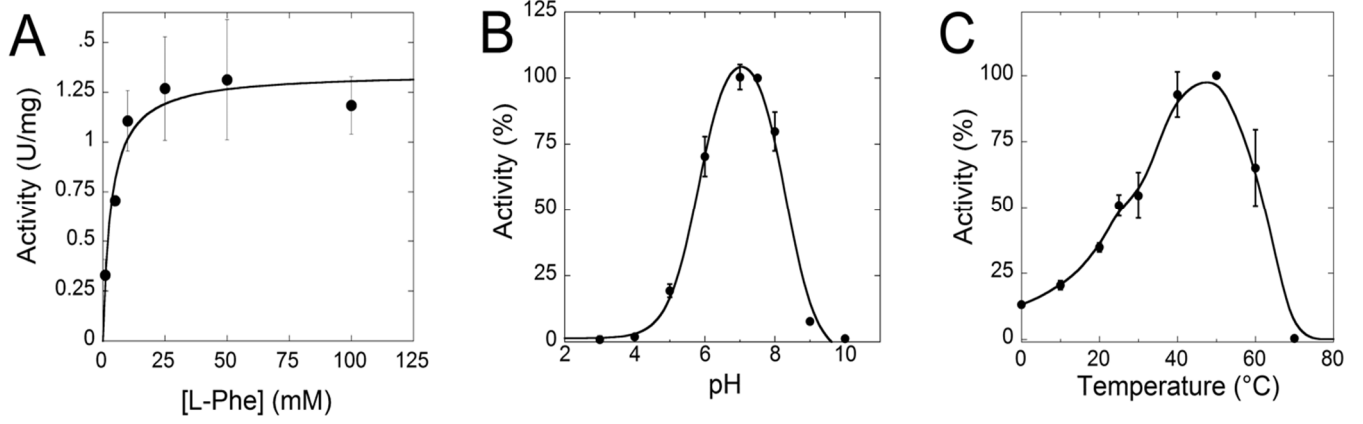 A
Activity (U/mg)
.5
1.25
1
0.75
0.5
0.25
0
0 25 50 75 100 125
[L-Phe] (mM)
B
Activity (%)
125
100
75
50
25
0
2 4 6 8 10
pH
C
Activity (%)
100
75
50
25
0
0 20 40 60 80
Temperature (°C)